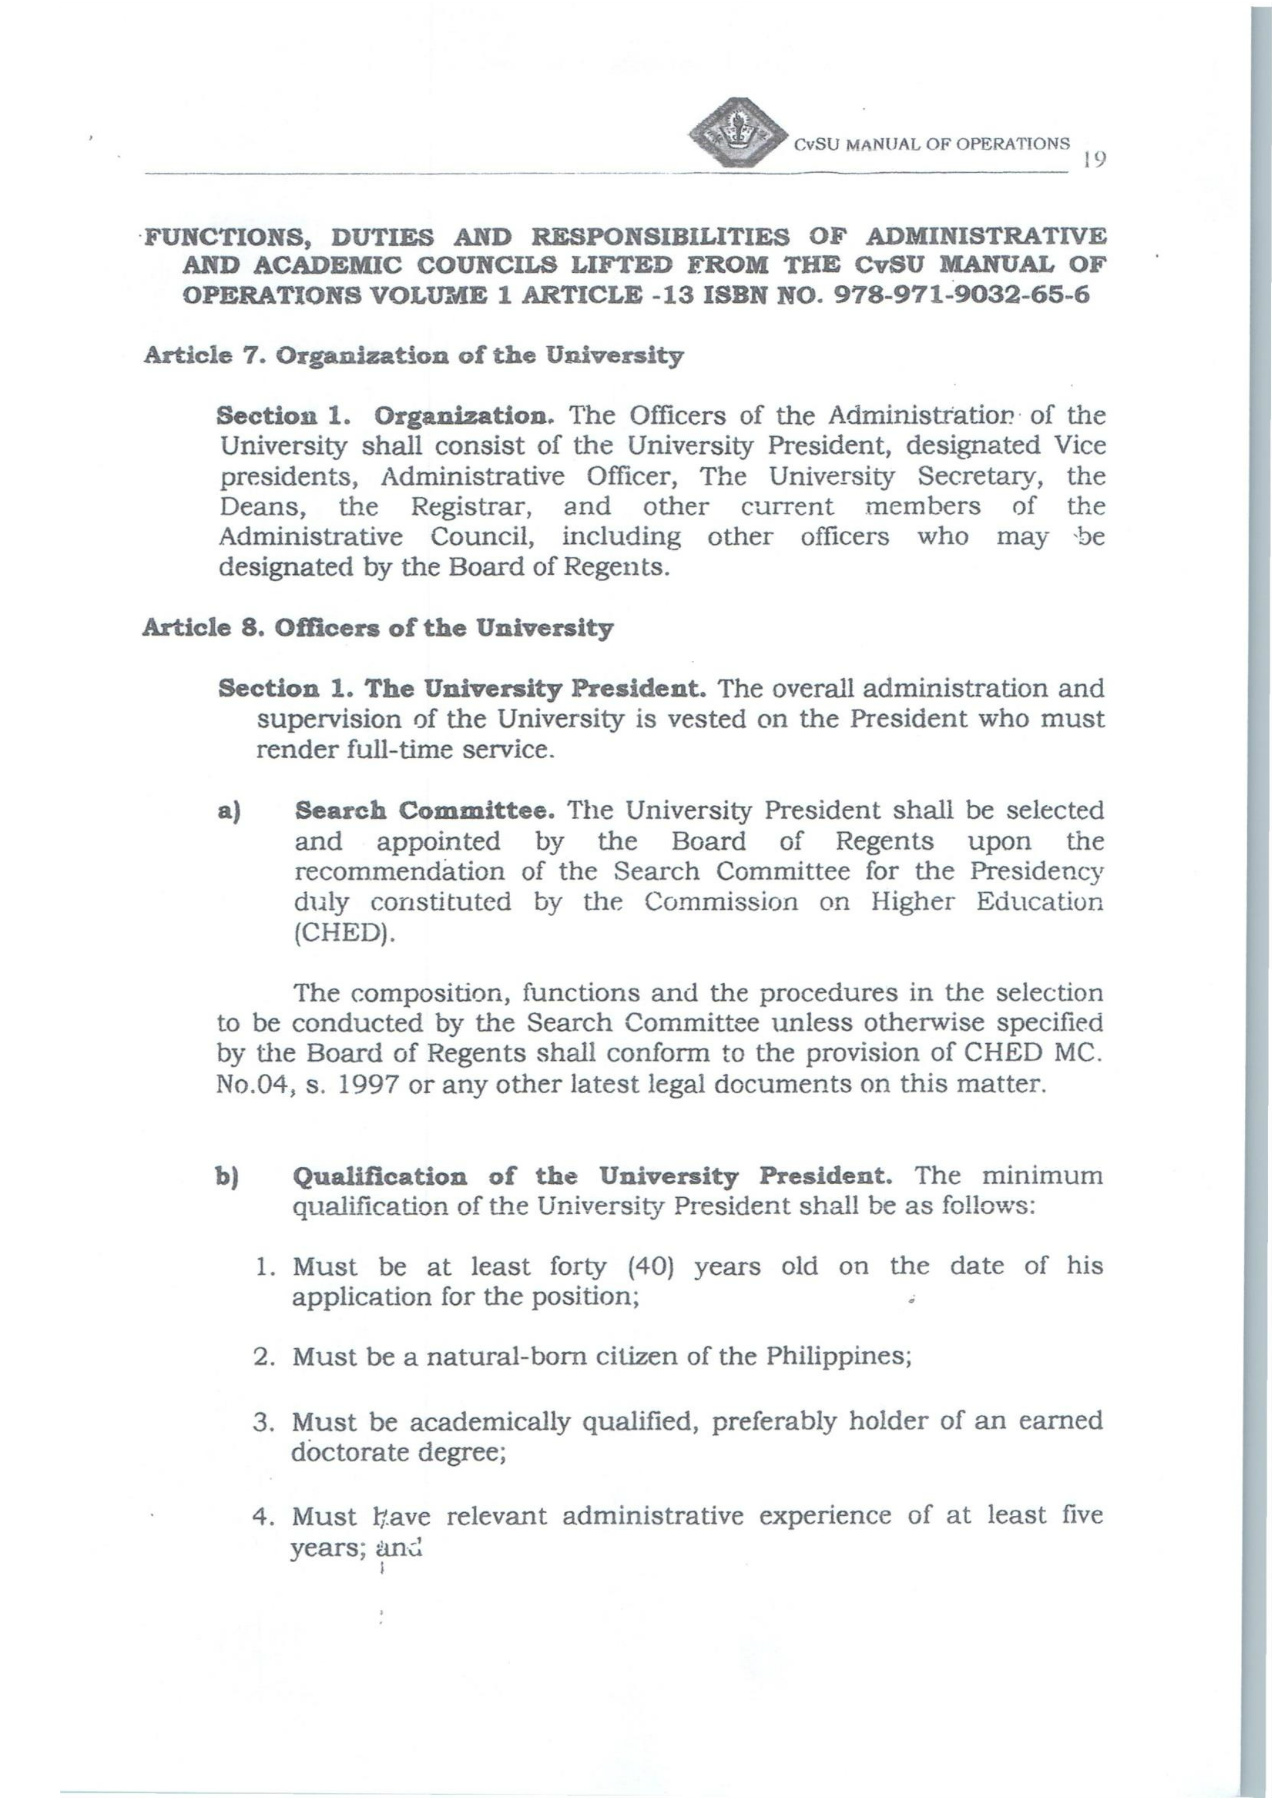 CvSU MANUAL OF OPERATIONS
19
FUNCTIONS, DUTIES AND RESPONSIBILITIES OF ADMINISTRATIVE
AND ACADEMIC COUNCILS LIFTED FROM THE CvSU MANUAL OF
OPERATIONS VOLUME 1 ARTICLE -13 ISBN NO. 978-971-9032-65-6
Article 7. Organization of the University
Section 1. Organization. The Officers of the Administration of the
University shall consist of the University President, designated Vice
presidents, Administrative Officer, The University Secretary, the
Deans, the Registrar, and other current members of the
Administrative Council, including other officers who may be
designated by the Board of Regents.
Article 8. Officers of the University
Section 1. The University President. The overall administration and
supervision of the University is vested on the President who must
render full-time service.
a) Search Committee. The University President shall be selected
and appointed by the Board of Regents upon the
recommendation of the Search Committee for the Presidency
duly constituted by the Commission on Higher Education
(CHED).
The composition, functions and the procedures in the selection
to be conducted by the Search Committee unless otherwise specified
by the Board of Regents shall conform to the provision of CHED MC.
No.04, s. 1997 or any other latest legal documents on this matter.
b) Qualification of the University President. The minimum
qualification of the University President shall be as follows:
1. Must be at least forty (40) years old on the date of his
application for the position;
2. Must be a natural-born citizen of the Philippines;
3. Must be academically qualified, preferably holder of an earned
doctorate degree;
4. Must have relevant administrative experience of at least five
years; and